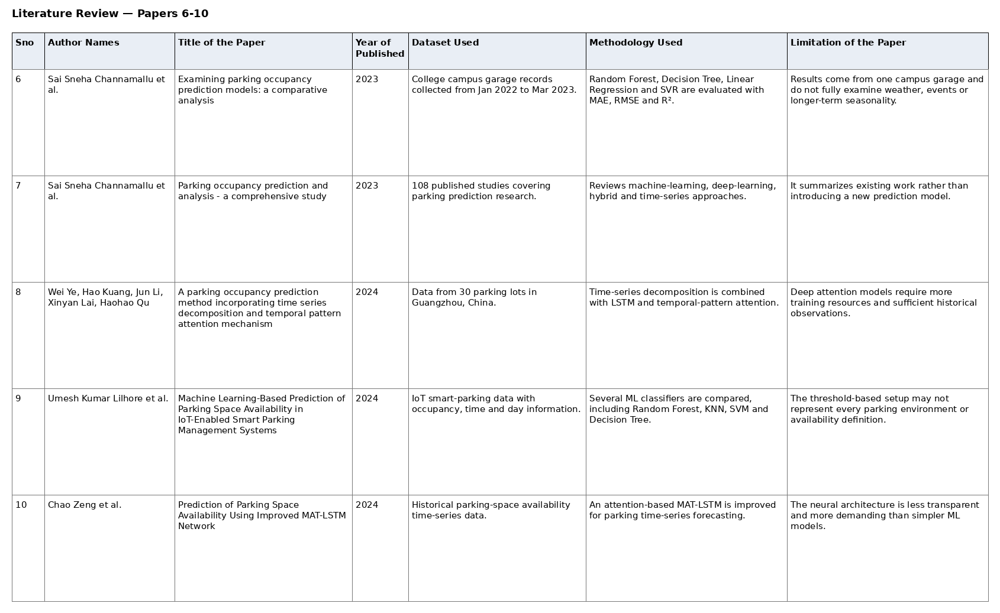 Literature Review — Papers 6-10
Sno
Author Names
Title of the Paper
Year of
Published
Dataset Used
Methodology Used
Limitation of the Paper
6
Sai Sneha Channamallu et
al.
Examining parking occupancy
prediction models: a comparative
analysis
2023
College campus garage records
collected from Jan 2022 to Mar 2023.
Random Forest, Decision Tree, Linear
Regression and SVR are evaluated with
MAE, RMSE and R².
Results come from one campus garage and
do not fully examine weather, events or
longer-term seasonality.
7
Sai Sneha Channamallu et
al.
Parking occupancy prediction and
analysis - a comprehensive study
2023
108 published studies covering
parking prediction research.
Reviews machine-learning, deep-learning,
hybrid and time-series approaches.
It summarizes existing work rather than
introducing a new prediction model.
8
Wei Ye, Hao Kuang, Jun Li,
Xinyan Lai, Haohao Qu
A parking occupancy prediction
method incorporating time series
decomposition and temporal pattern
attention mechanism
2024
Data from 30 parking lots in
Guangzhou, China.
Time-series decomposition is combined
with LSTM and temporal-pattern attention.
Deep attention models require more
training resources and sufficient historical
observations.
9
Umesh Kumar Lilhore et al.
Machine Learning-Based Prediction of
Parking Space Availability in
IoT-Enabled Smart Parking
Management Systems
2024
IoT smart-parking data with
occupancy, time and day information.
Several ML classifiers are compared,
including Random Forest, KNN, SVM and
Decision Tree.
The threshold-based setup may not
represent every parking environment or
availability definition.
10
Chao Zeng et al.
Prediction of Parking Space
Availability Using Improved MAT-LSTM
Network
2024
Historical parking-space availability
time-series data.
An attention-based MAT-LSTM is improved
for parking time-series forecasting.
The neural architecture is less transparent
and more demanding than simpler ML
models.